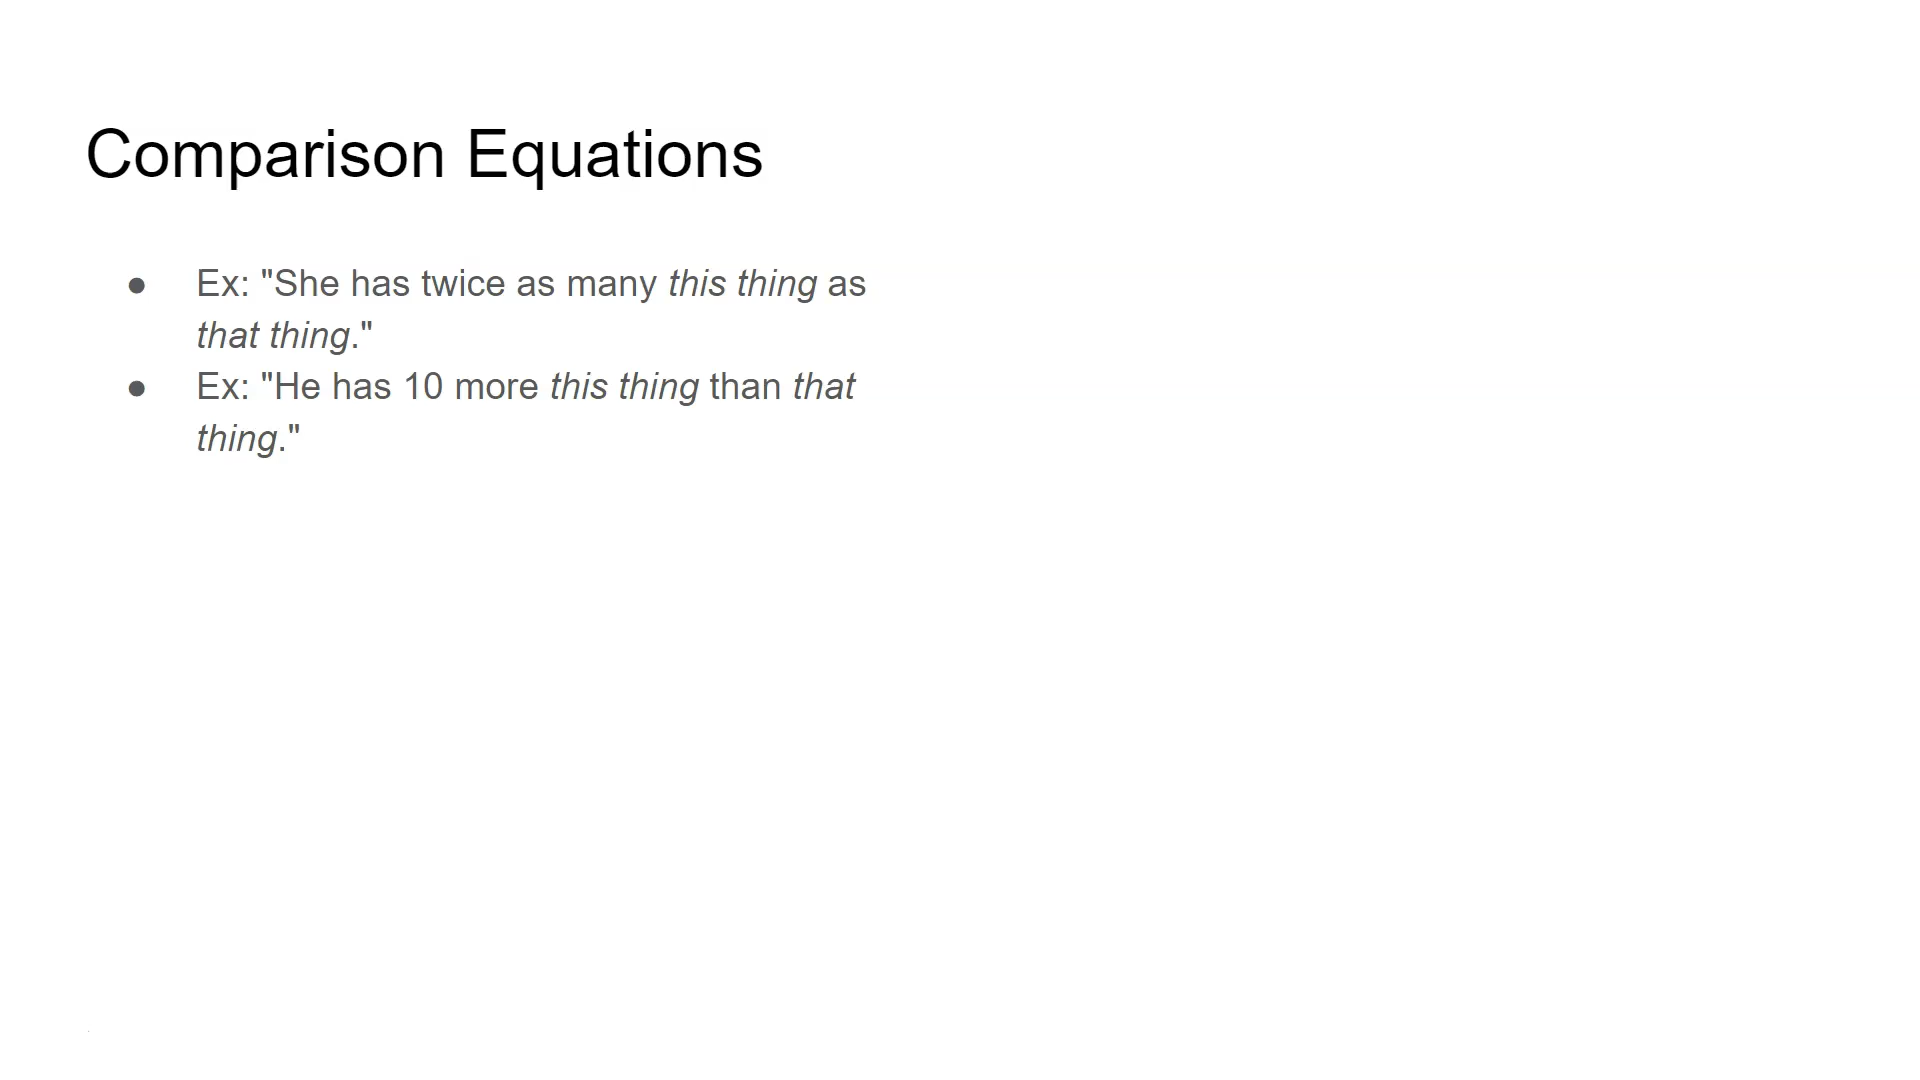 Comparison Equations
● Ex: "She has twice as many this thing as
that thing."
● Ex: "He has 10 more this thing than that
thing."